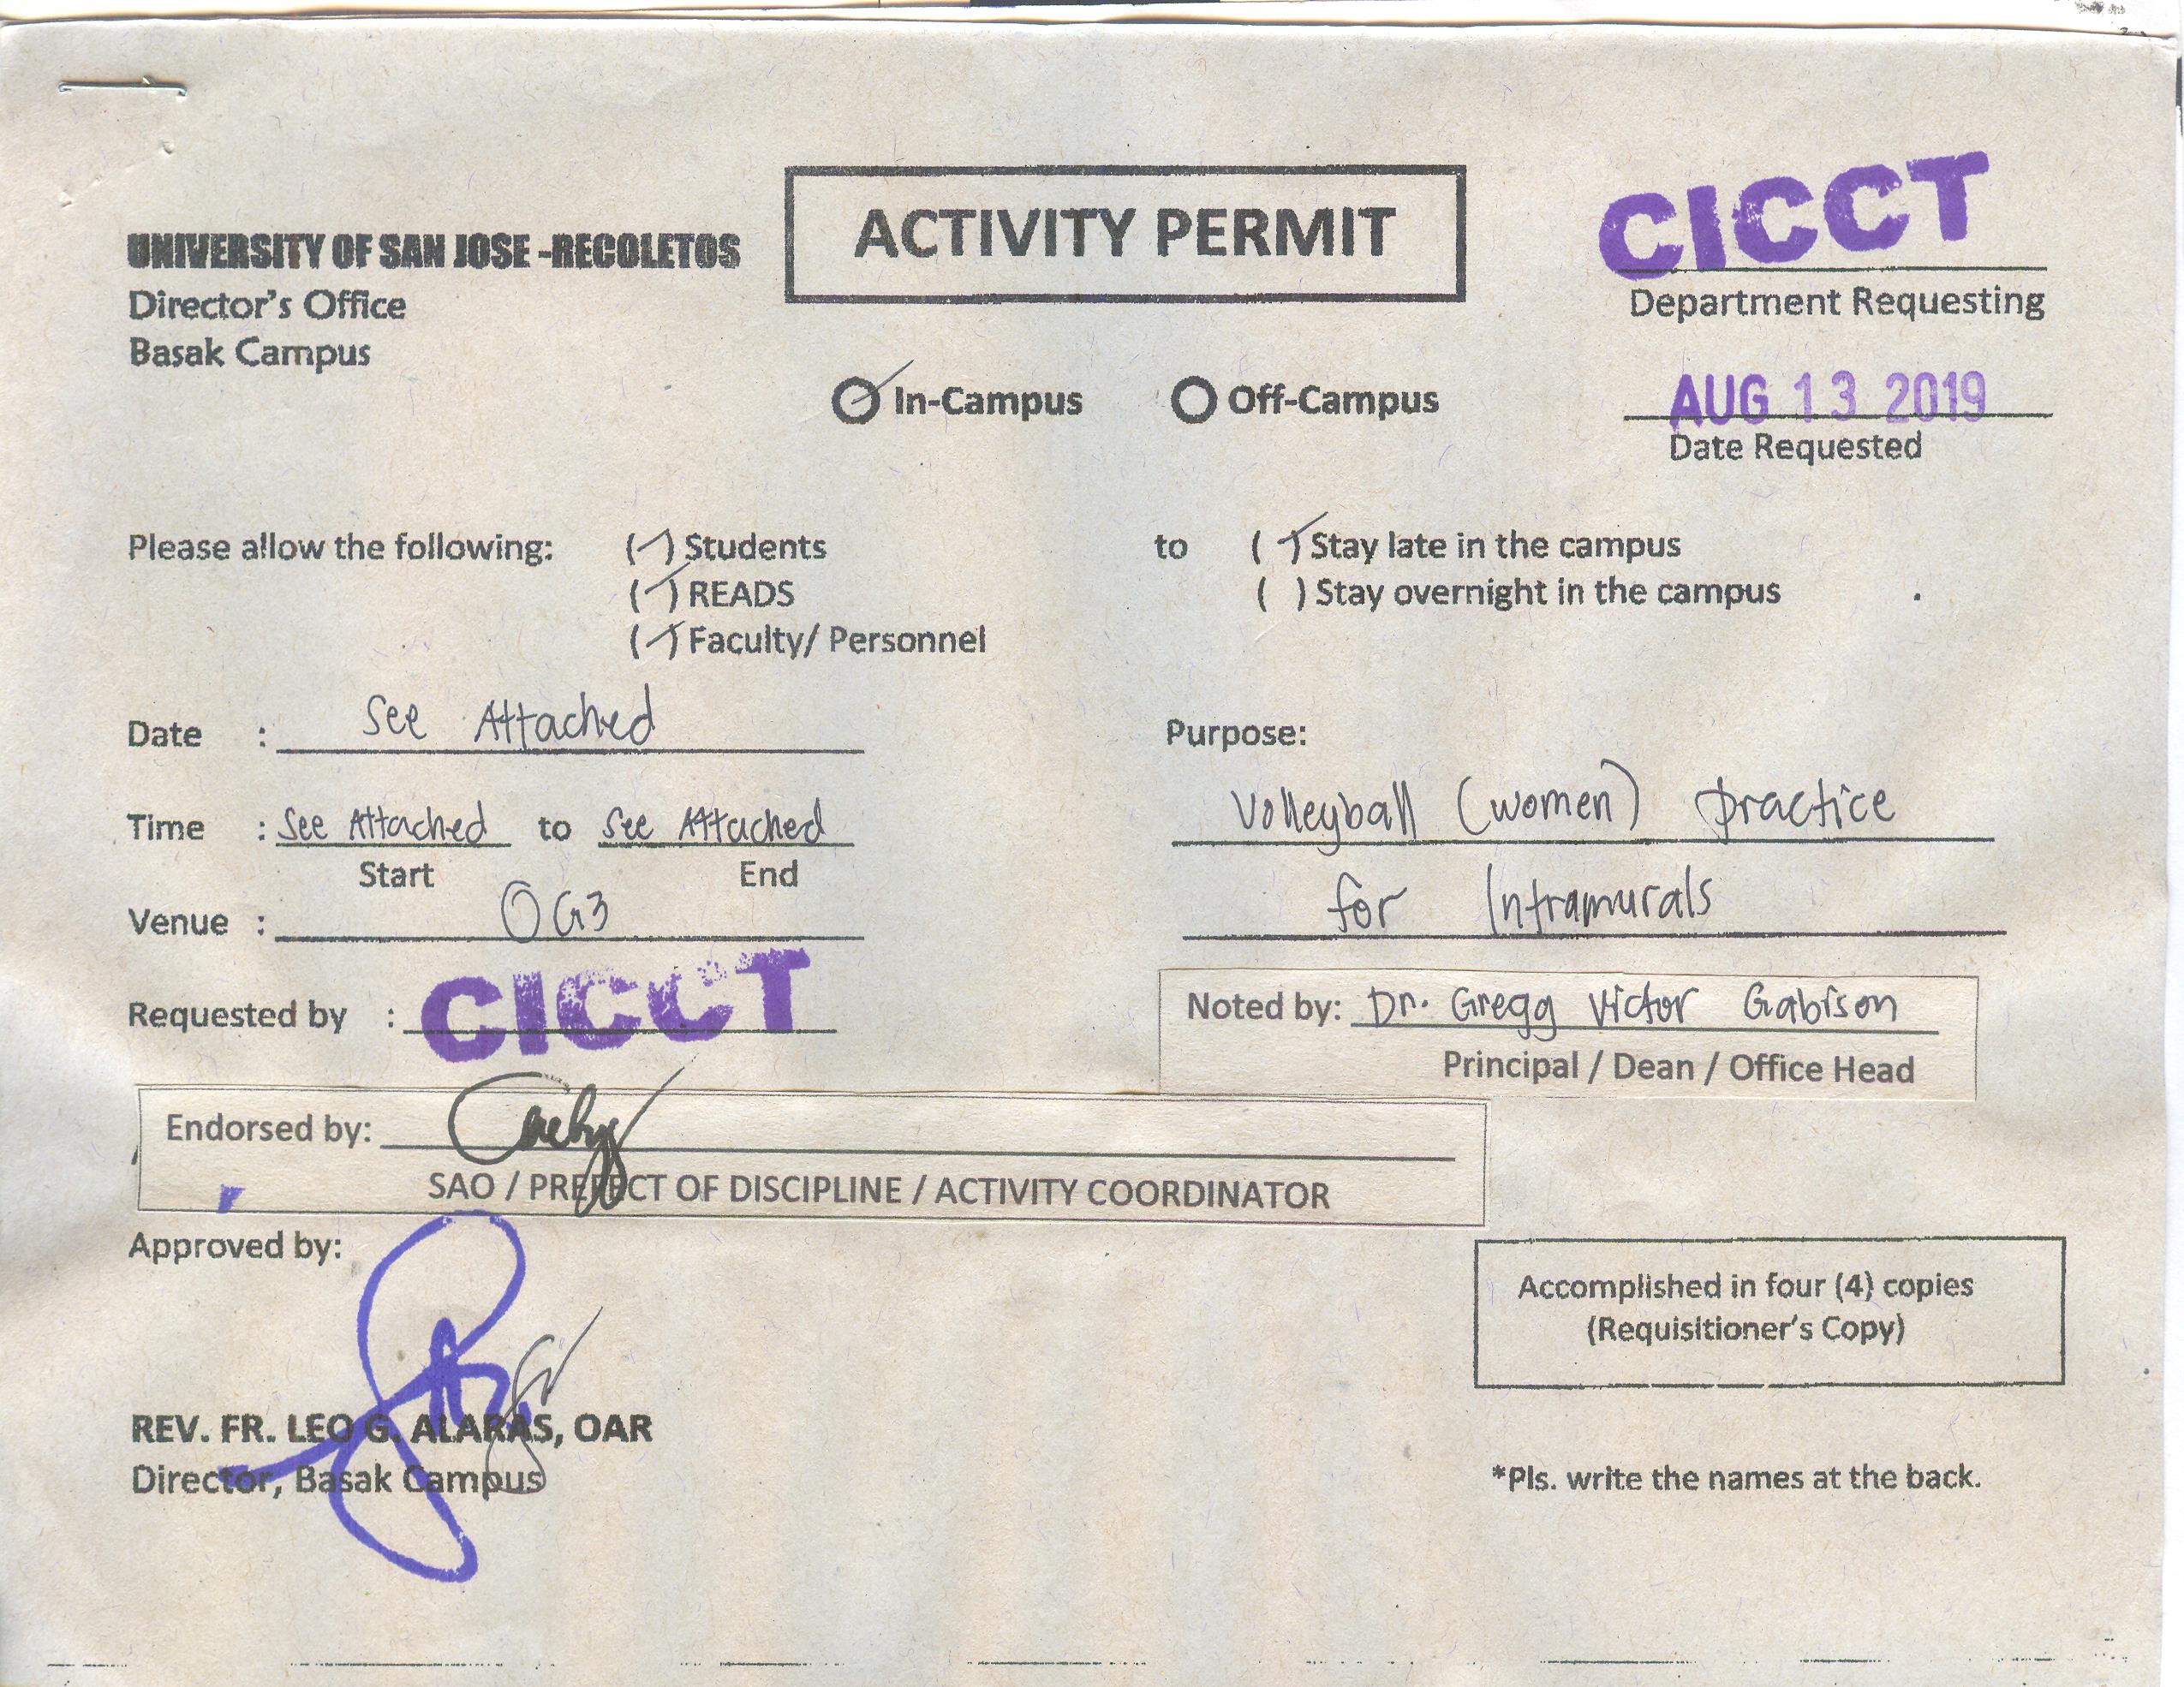 ACTIVITY PERMIT
CICCT
Department Requesting
UNIVERSITY OF SAN JOSE -RECOLETOS
Director's Office
Basak Campus
In-Campus Off-Campus
AUG 13 2019
Date Requested
Please allow the following: (✓) Students to (✓) Stay late in the campus
(✓) READS ( ) Stay overnight in the campus
(✓) Faculty/ Personnel
Date : See Attached
Purpose:
Volleyball (women) practice
for Intramurals
Time : See Attached to See Attached
Start End
Venue : OG3
Requested by : CICCT
Noted by: Dr. Gregg Victor Gabison
Principal / Dean / Office Head
Endorsed by:
SAO / PREFECT OF DISCIPLINE / ACTIVITY COORDINATOR
Approved by:
REV. FR. LEO G. ALARAS, OAR
Director, Basak Campus
Accomplished in four (4) copies
(Requisitioner's Copy)
*Pls. write the names at the back.